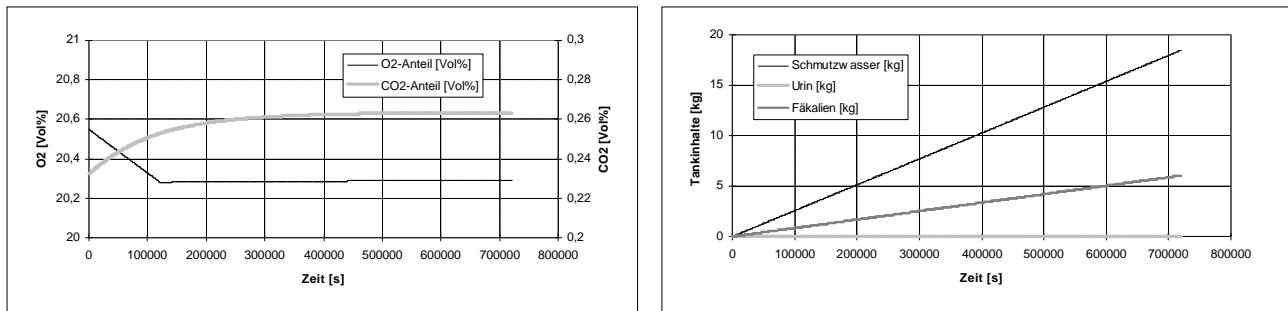 21
20,8
20,6
20,4
20,2
20
O2 [Vol%]
0,3
0,28
0,26
0,24
0,22
0,2
CO2 [Vol%]
O2-Anteil [Vol%]
CO2-Anteil [Vol%]
0 100000 200000 300000 400000 500000 600000 700000 800000
Zeit [s]
20
15
10
5
0
Tankinhalte [kg]
Schmutzw asser [kg]
Urin [kg]
Fäkalien [kg]
0 100000 200000 300000 400000 500000 600000 700000 800000
Zeit [s]